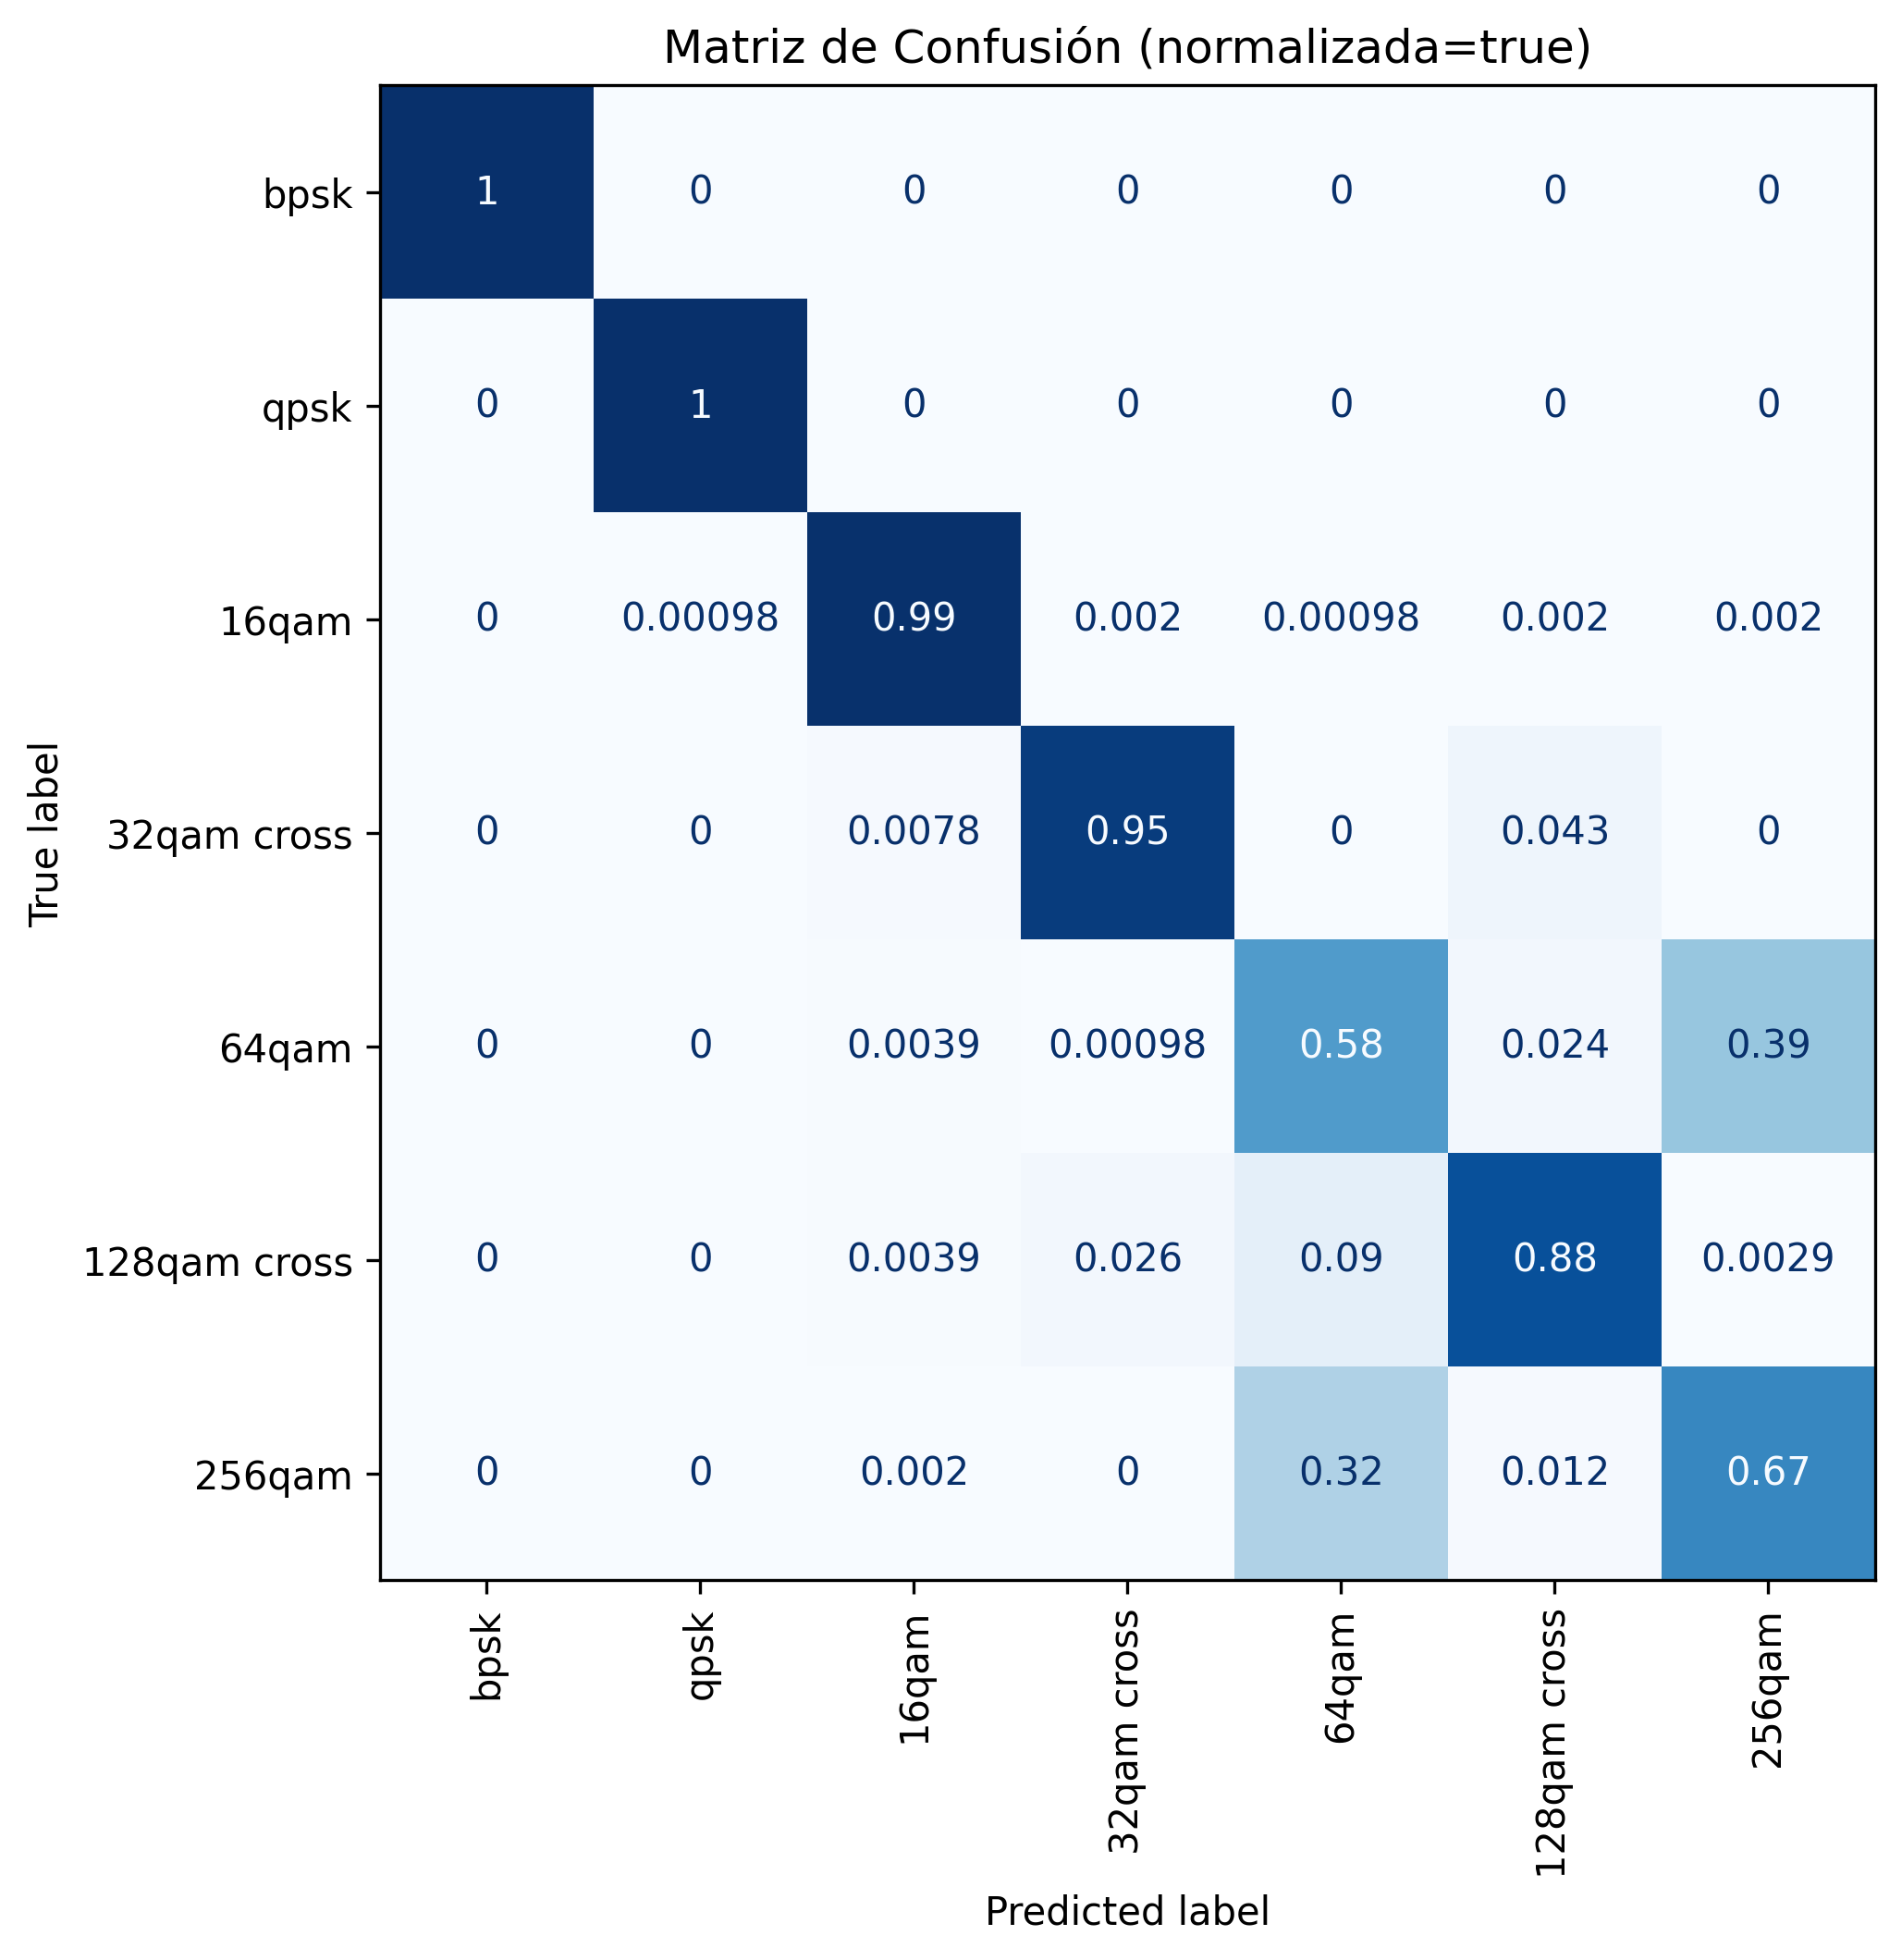 Matriz de Confusión (normalizada=true)
bpsk 1 0 0 0 0 0 0
qpsk 0 1 0 0 0 0 0
16qam 0 0.00098 0.99 0.002 0.00098 0.002 0.002
32qam cross 0 0 0.0078 0.95 0 0.043 0
64qam 0 0 0.0039 0.00098 0.58 0.024 0.39
128qam cross 0 0 0.0039 0.026 0.09 0.88 0.0029
256qam 0 0 0.002 0 0.32 0.012 0.67
True label
bpsk qpsk 16qam 32qam cross 64qam 128qam cross 256qam
Predicted label